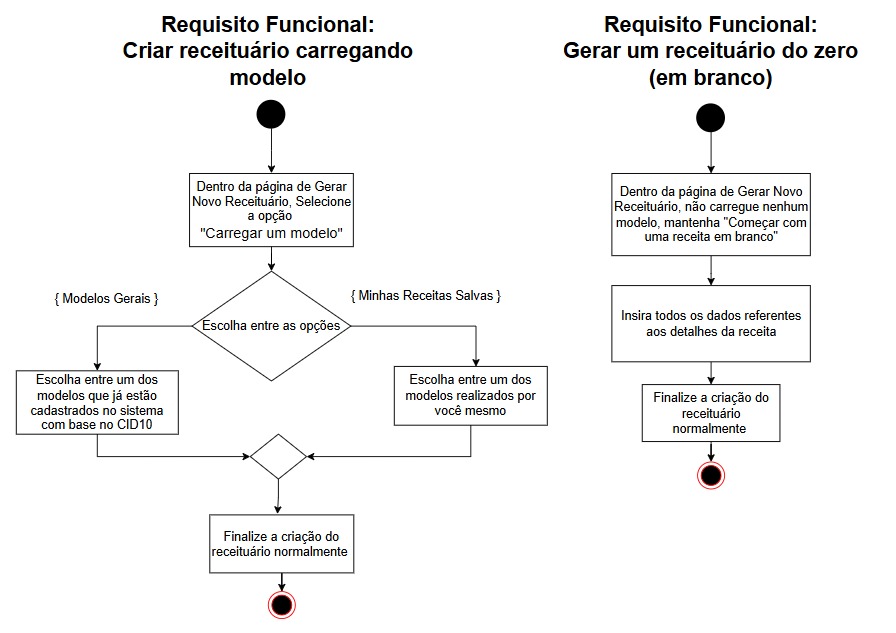 Requisito Funcional:
Criar receituário carregando
modelo
Dentro da página de Gerar
Novo Receituário, Selecione
a opção
"Carregar um modelo"
{ Modelos Gerais }
{ Minhas Receitas Salvas }
Escolha entre as opções
Escolha entre um dos
modelos que já estão
cadastrados no sistema
com base no CID10
Escolha entre um dos
modelos realizados por
você mesmo
Finalize a criação do
receituário normalmente
Requisito Funcional:
Gerar um receituário do zero
(em branco)
Dentro da página de Gerar Novo
Receituário, não carregue nenhum
modelo, mantenha "Começar com
uma receita em branco"
Insira todos os dados referentes
aos detalhes da receita
Finalize a criação do
receituário
normalmente